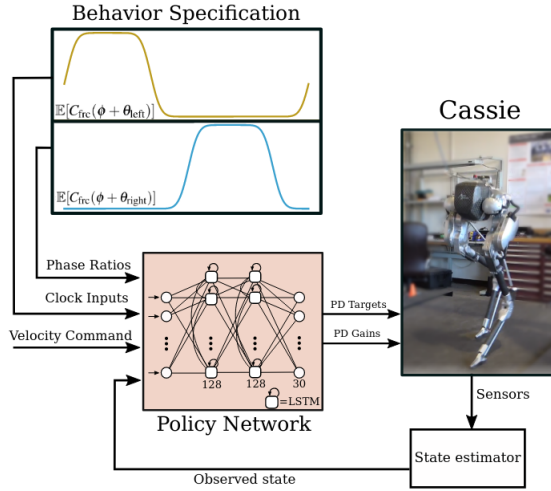 Behavior Specification
𝔼[C_frc(ϕ + θ_left)]
𝔼[C_frc(ϕ + θ_right)]
Cassie
Phase Ratios
Clock Inputs
Velocity Command
PD Targets
PD Gains
128
128
30
=LSTM
Policy Network
Sensors
State estimator
Observed state